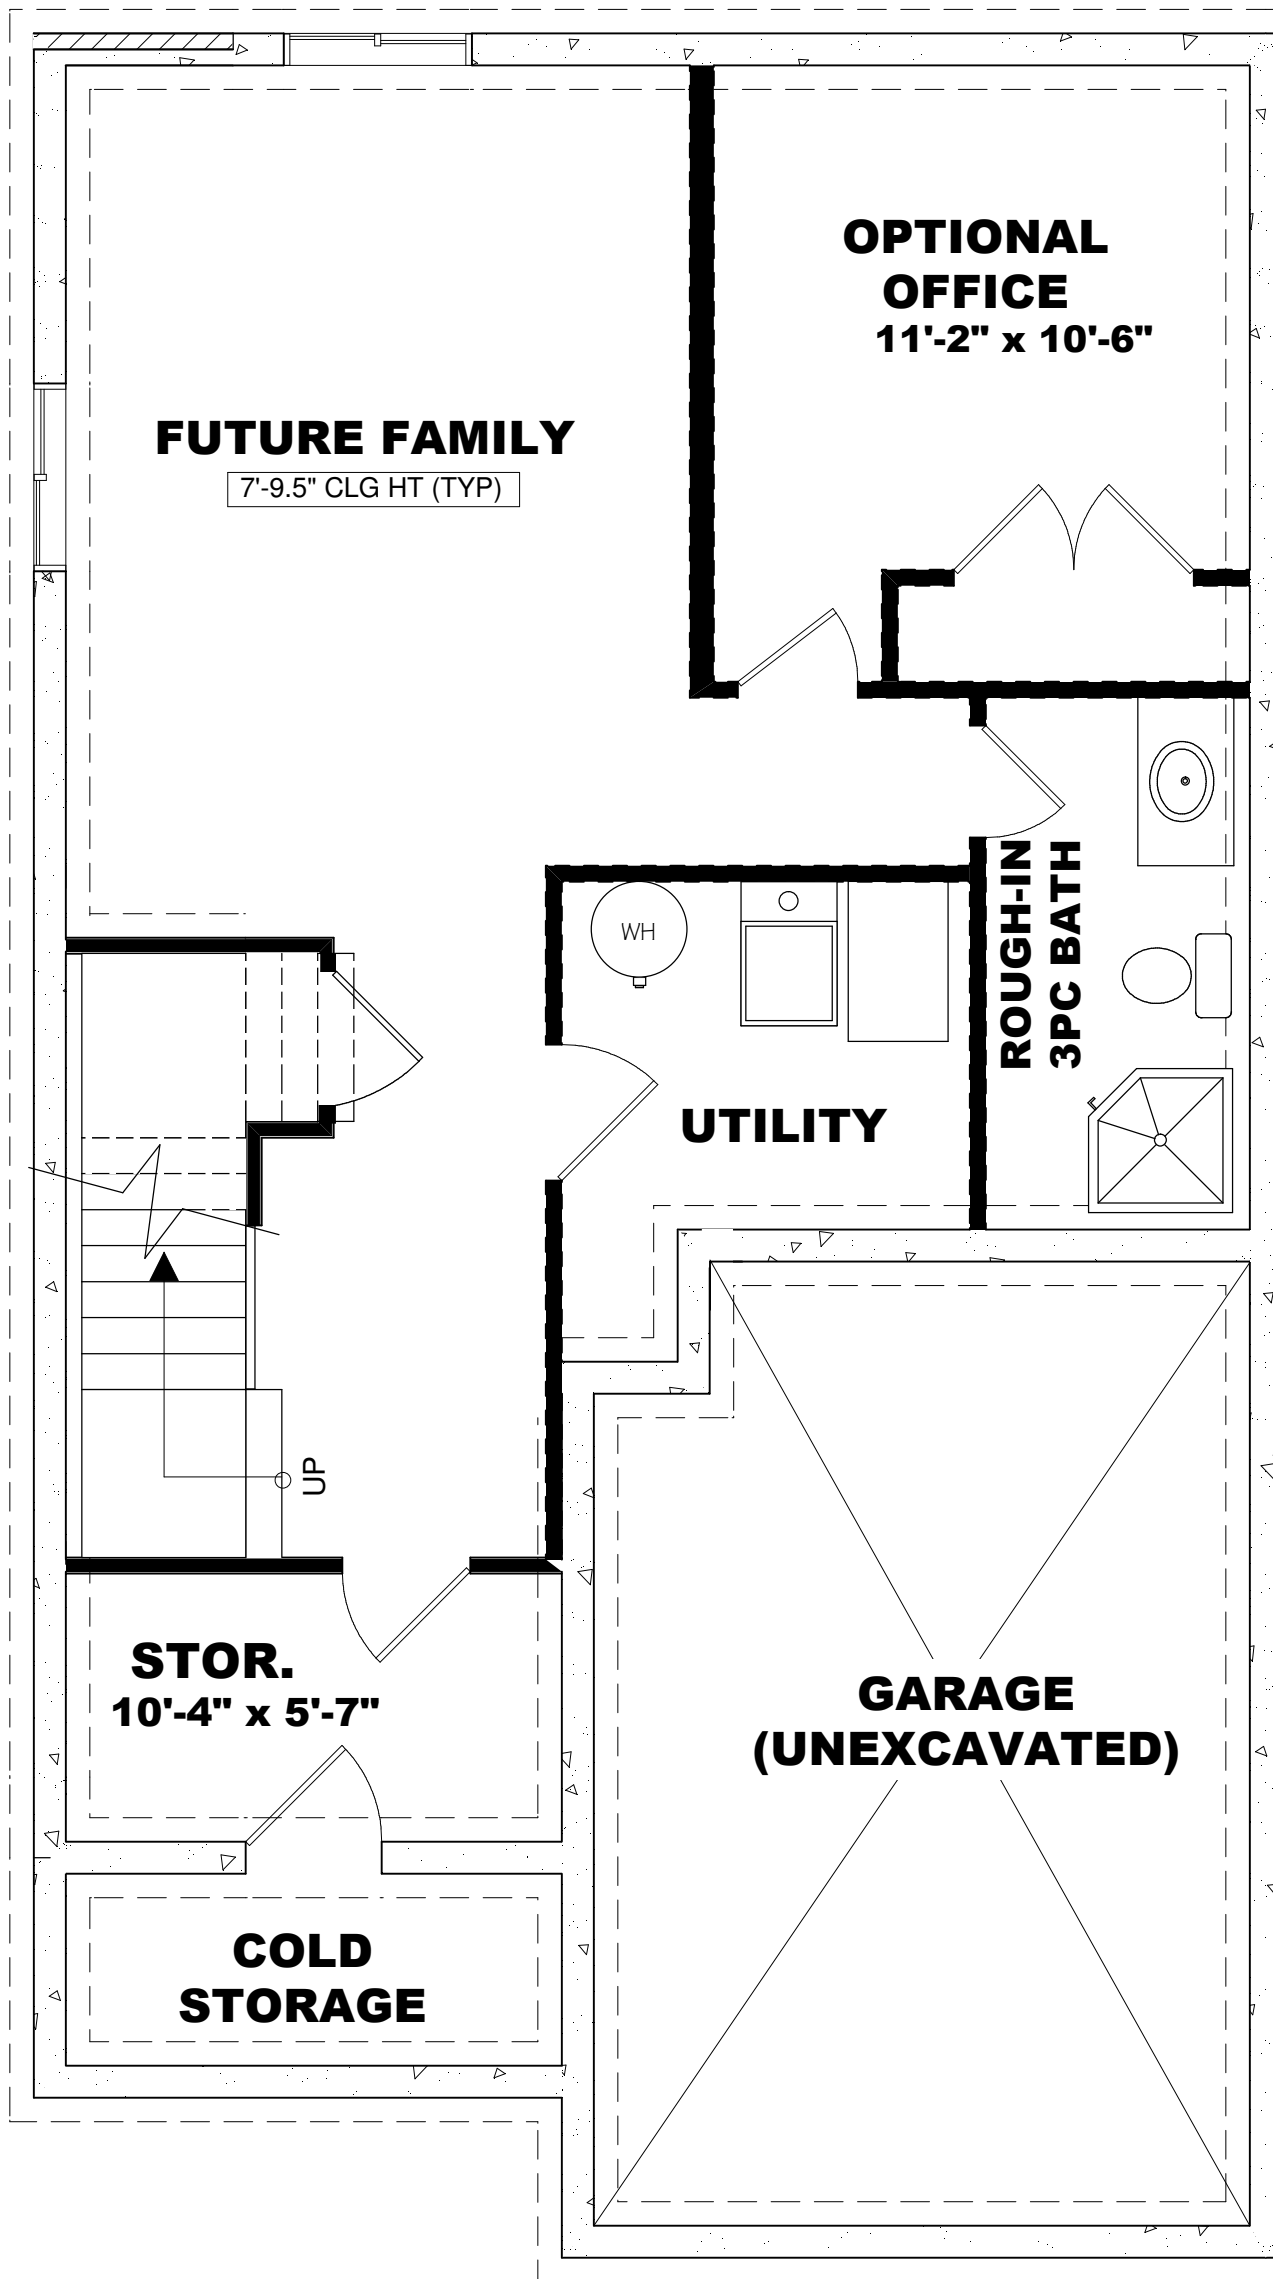 OPTIONAL
OFFICE
11'-2" x 10'-6"
FUTURE FAMILY
7'-9.5" CLG HT (TYP)
ROUGH-IN
3PC BATH
WH
UTILITY
UP
STOR.
10'-4" x 5'-7"
GARAGE
(UNEXCAVATED)
COLD
STORAGE